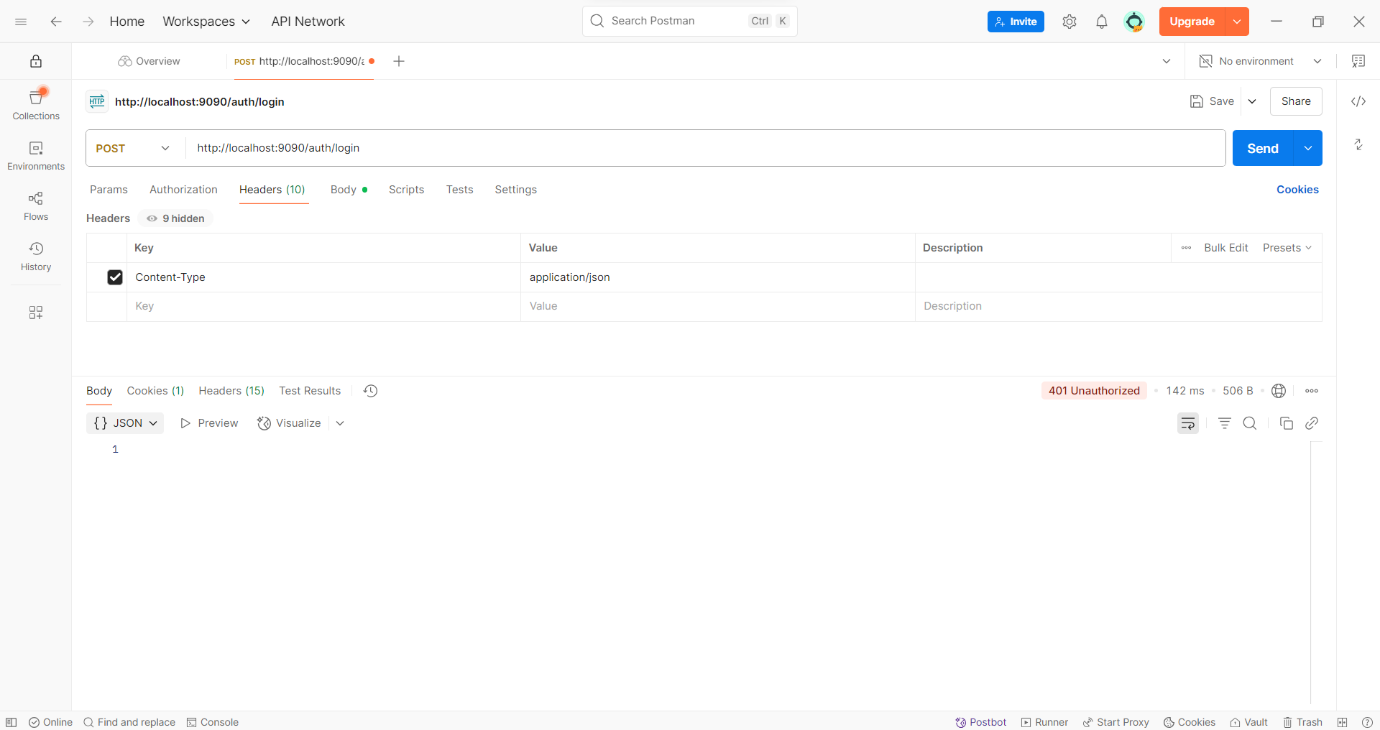 Home Workspaces API Network Search Postman Ctrl K Invite Upgrade
Overview POST http://localhost:9090/a No environment
HTTP http://localhost:9090/auth/login Save Share
Collections
POST http://localhost:9090/auth/login Send
Environments
Params Authorization Headers (10) Body Scripts Tests Settings Cookies
Flows
Headers 9 hidden
Key Value Description Bulk Edit Presets
History
Content-Type application/json
Key Value Description
Body Cookies (1) Headers (15) Test Results 401 Unauthorized • 142 ms • 506 B
{} JSON Preview Visualize
1
Online Find and replace Console Postbot Runner Start Proxy Cookies Vault Trash